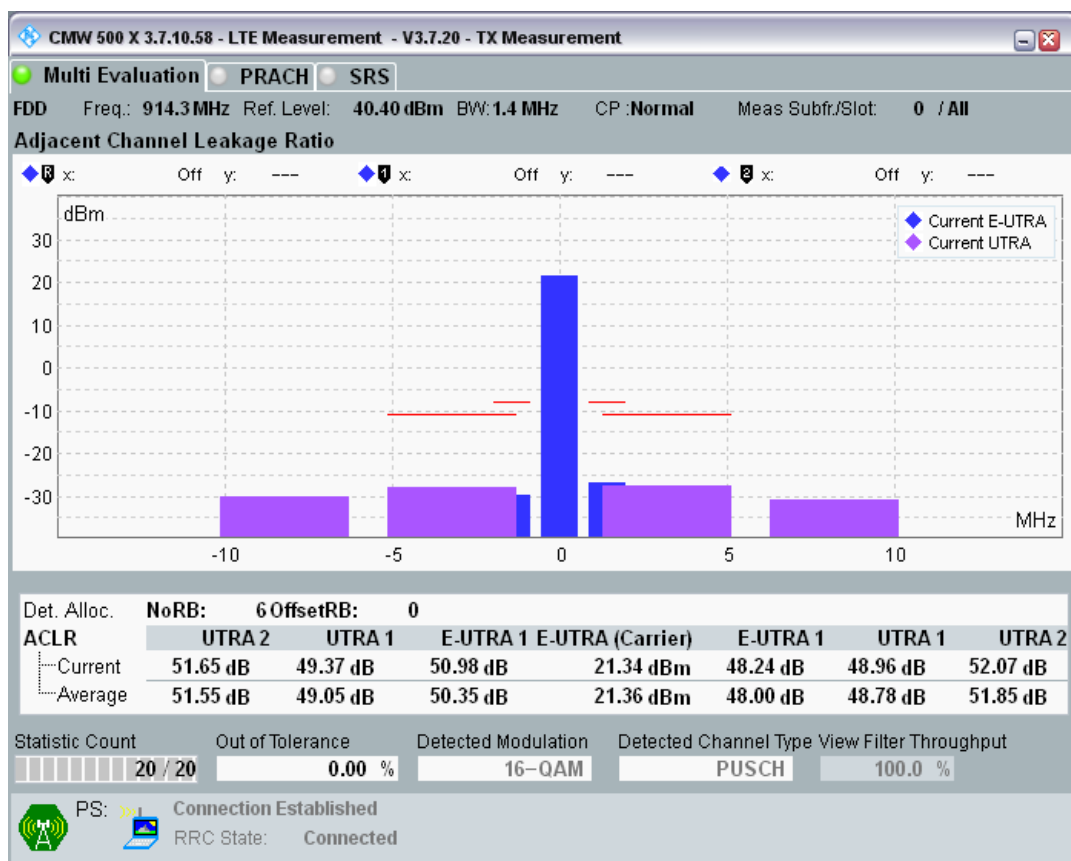 CMW 500 X 3.7.10.58 - LTE Measurement - V3.7.20 - TX Measurement
Multi Evaluation PRACH SRS
FDD Freq.: 914.3 MHz Ref. Level: 40.40 dBm BW: 1.4 MHz CP :Normal Meas Subfr./Slot: 0 / All
Adjacent Channel Leakage Ratio
R x: Off y: --- 1 x: Off y: --- 2 x: Off y: ---
dBm
Current E-UTRA
Current UTRA
30
20
10
0
-10
-20
-30
MHz
-10 -5 0 5 10
Det. Alloc. NoRB: 6 OffsetRB: 0
ACLR UTRA 2 UTRA 1 E-UTRA 1 E-UTRA (Carrier) E-UTRA 1 UTRA 1 UTRA 2
Current 51.65 dB 49.37 dB 50.98 dB 21.34 dBm 48.24 dB 48.96 dB 52.07 dB
Average 51.55 dB 49.05 dB 50.35 dB 21.36 dBm 48.00 dB 48.78 dB 51.85 dB
Statistic Count Out of Tolerance Detected Modulation Detected Channel Type View Filter Throughput
20 / 20 0.00 % 16-QAM PUSCH 100.0 %
PS: Connection Established
RRC State: Connected